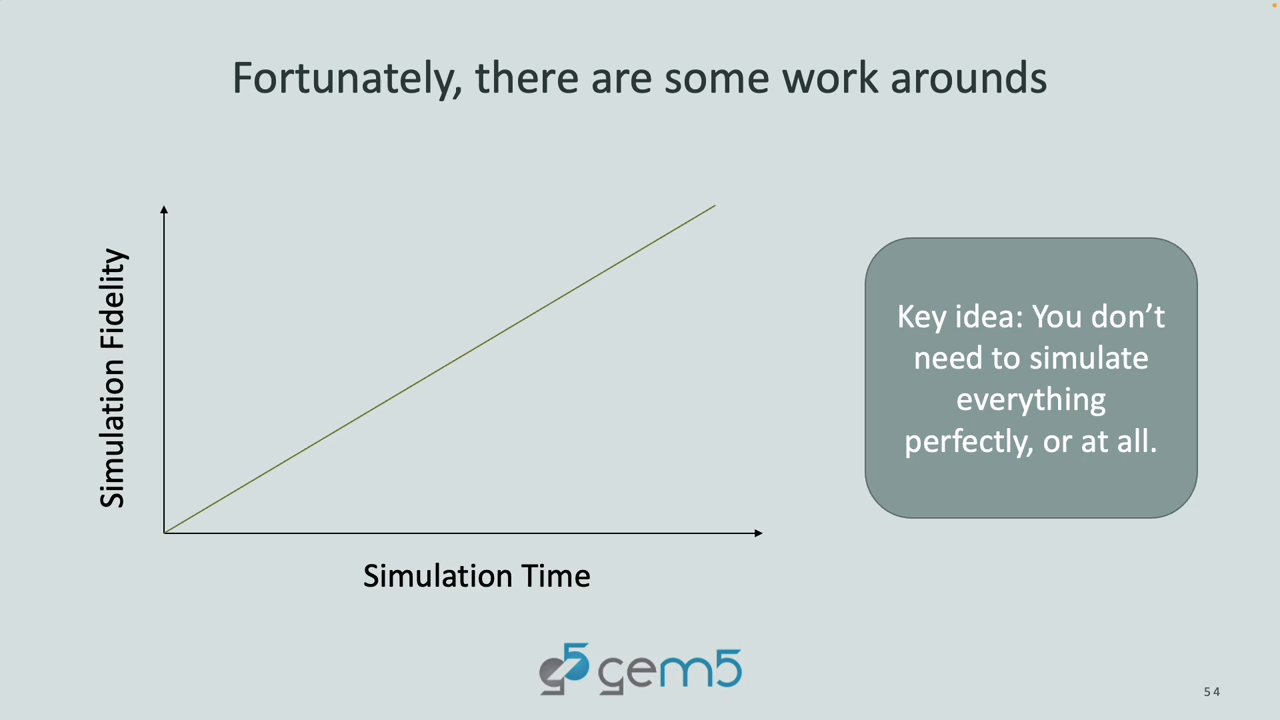 Fortunately, there are some work arounds
Simulation Fidelity
Key idea: You don’t
need to simulate
everything
perfectly, or at all.
Simulation Time
g5 gem5
54